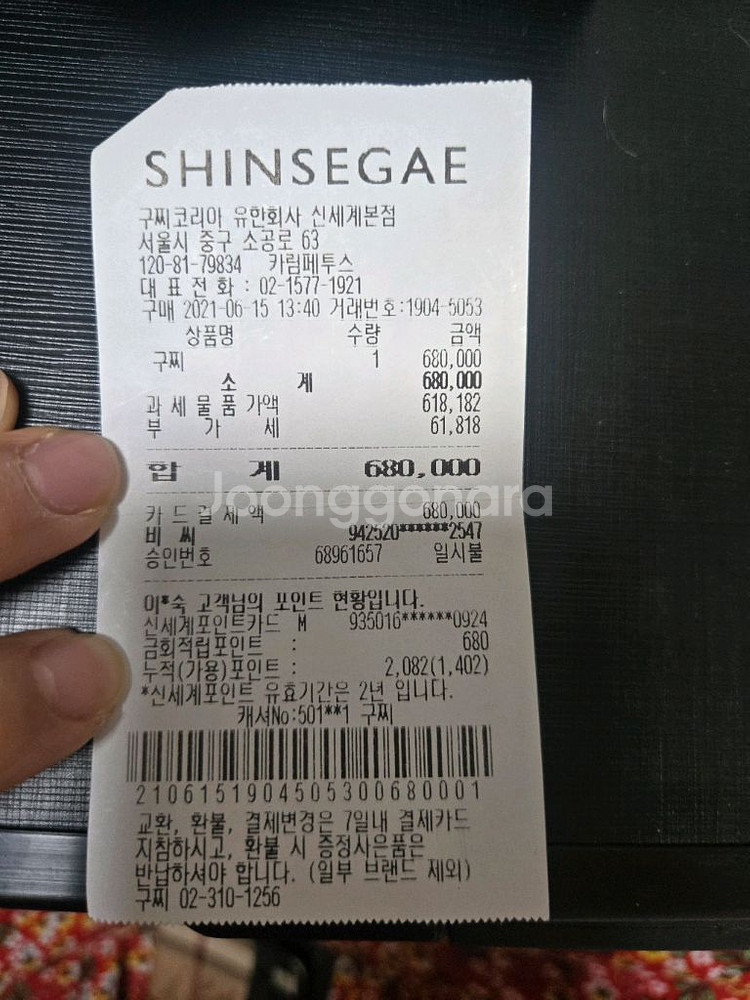 SHINSEGAE
구찌코리아 유한회사 신세계본점
서울시 중구 소공로 63
120-81-79834 카림페투스
대 표 전 화 : 02-1577-1921
구매 2021-06-15 13:40 거래번호:1904-5053
상품명 수량 금액
구찌 1 680,000
소 계 680,000
과 세 물 품 가액 618,182
부 가 세 61,818
합 계 680,000
Joonggonara
카 드 결 제 액 680,000
비 씨 942520******2547
승인번호 68961657 일시불
이*숙 고객님의 포인트 현황입니다.
신세계포인트카드 M 935016******0924
금회적립포인트 : 680
누적(가용)포인트 : 2,082(1,402)
*신세계포인트 유효기간은 2년 입니다.
캐셔No:501**1 구찌
2106151904505300680001
교환, 환불, 결제변경은 7일내 결제카드
지참하시고, 환불 시 증정사은품은
반납하셔야 합니다. (일부 브랜드 제외)
구찌 02-310-1256